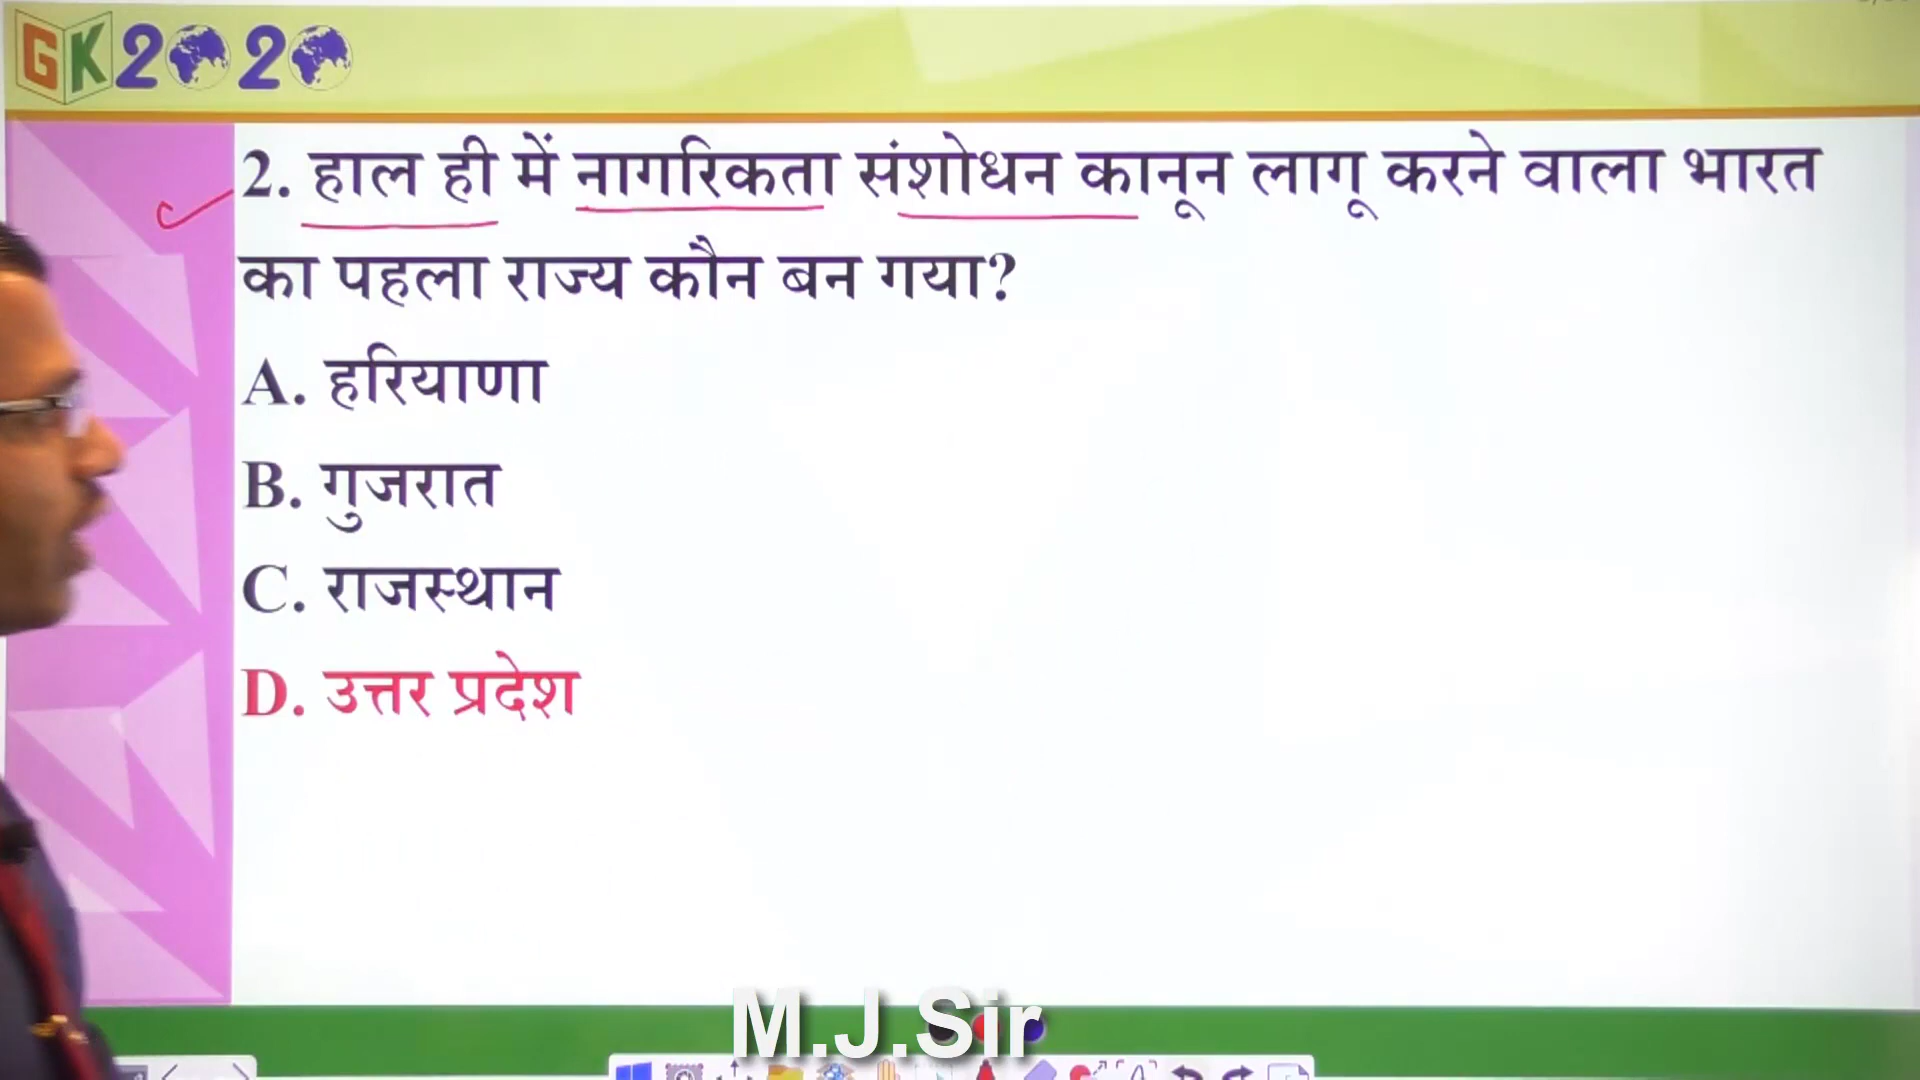 GK2020
2. हाल ही में नागरिकता संशोधन कानून लागू करने वाला भारत
का पहला राज्य कौन बन गया?
A. हरियाणा
B. गुजरात
C. राजस्थान
D. उत्तर प्रदेश
M.J.Sir